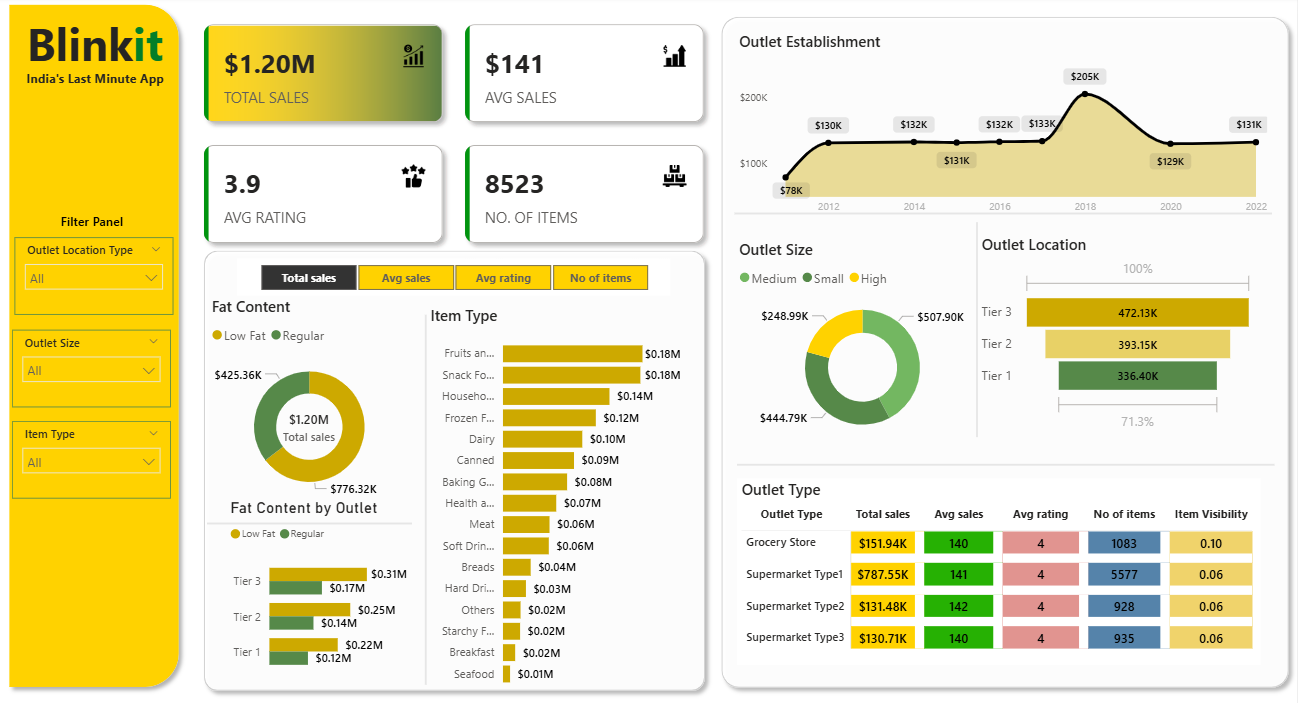 Blinkit
India's Last Minute App
Filter Panel
Outlet Location Type
All
Outlet Size
All
Item Type
All
$1.20M
TOTAL SALES
$141
AVG SALES
3.9
AVG RATING
8523
NO. OF ITEMS
Total sales Avg sales Avg rating No of items
Fat Content
Low Fat Regular
$425.36K
$1.20M
Total sales
$776.32K
Fat Content by Outlet
Low Fat Regular
Tier 3 $0.31M
$0.17M
Tier 2 $0.25M
$0.14M
Tier 1 $0.22M
$0.12M
Item Type
Fruits an... $0.18M
Snack Fo... $0.18M
Househo... $0.14M
Frozen F... $0.12M
Dairy $0.10M
Canned $0.09M
Baking G... $0.08M
Health a... $0.07M
Meat $0.06M
Soft Drin... $0.06M
Breads $0.04M
Hard Dri... $0.03M
Others $0.02M
Starchy F... $0.02M
Breakfast $0.02M
Seafood $0.01M
Outlet Establishment
$200K
$100K
$78K $130K $132K $131K $132K $133K $205K $129K $131K
2012 2014 2016 2018 2020 2022
Outlet Size
Medium Small High
$248.99K $507.90K
$444.79K
Outlet Location
100%
Tier 3 472.13K
Tier 2 393.15K
Tier 1 336.40K
71.3%
Outlet Type
Outlet Type Total sales Avg sales Avg rating No of items Item Visibility
Grocery Store $151.94K 140 4 1083 0.10
Supermarket Type1 $787.55K 141 4 5577 0.06
Supermarket Type2 $131.48K 142 4 928 0.06
Supermarket Type3 $130.71K 140 4 935 0.06